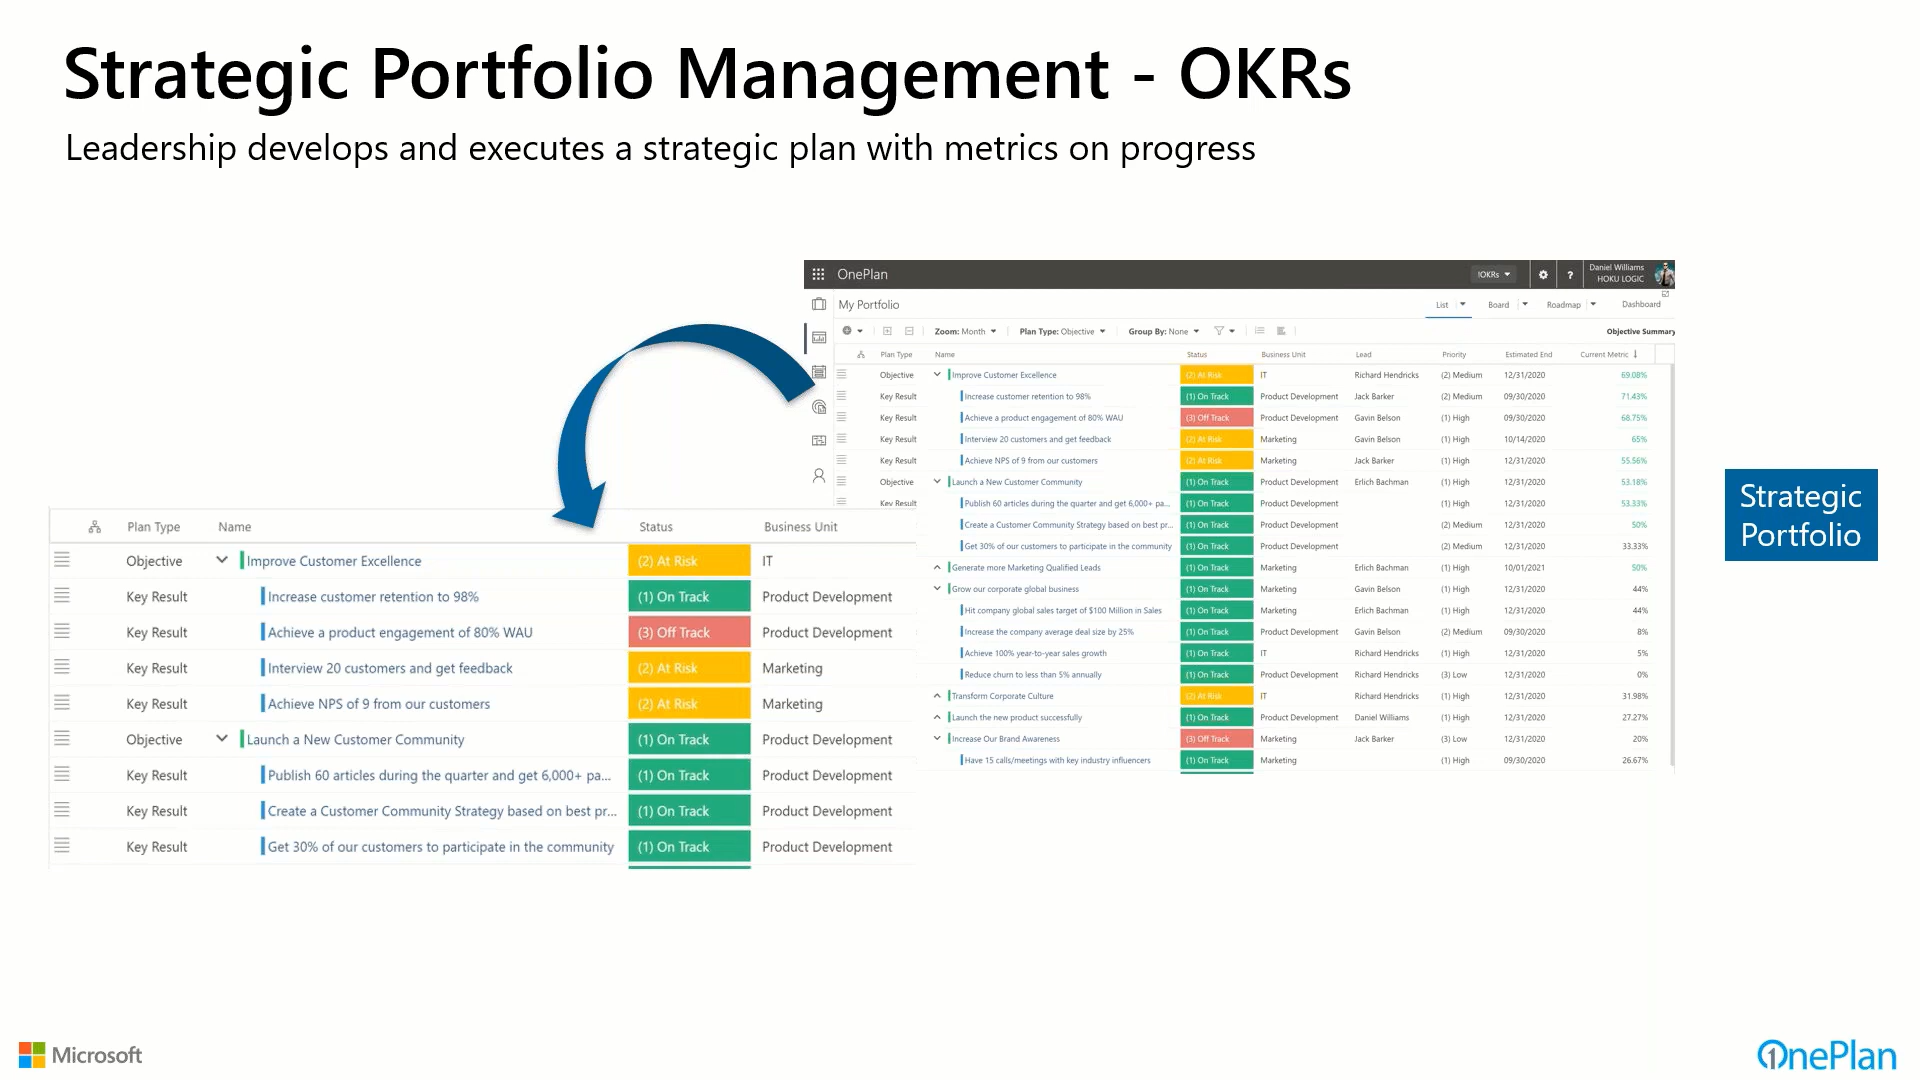 Strategic Portfolio Management - OKRs
Leadership develops and executes a strategic plan with metrics on progress
OnePlan
!OKRs
?
Daniel Williams
HOKU LOGIC
My Portfolio
List Board Roadmap Dashboard
Zoom: Month Plan Type: Objective Group By: None Objective Summary
Plan Type Name Status Business Unit Lead Priority Estimated End Current Metric
Objective Improve Customer Excellence (2) At Risk IT Richard Hendricks (2) Medium 12/31/2020 69.08%
Key Result Increase customer retention to 98% (1) On Track Product Development Jack Barker (2) Medium 09/30/2020 71.43%
Key Result Achieve a product engagement of 80% WAU (3) Off Track Product Development Gavin Belson (1) High 09/30/2020 68.75%
Key Result Interview 20 customers and get feedback (2) At Risk Marketing Gavin Belson (1) High 10/14/2020 65%
Key Result Achieve NPS of 9 from our customers (2) At Risk Marketing Jack Barker (1) High 12/31/2020 55.56%
Objective Launch a New Customer Community (1) On Track Product Development Erlich Bachman (1) High 12/31/2020 53.18%
Key Result Publish 60 articles during the quarter and get 6,000+ pa... (1) On Track Product Development (1) High 12/31/2020 53.33%
Create a Customer Community Strategy based on best pr... (1) On Track Product Development (2) Medium 12/31/2020 50%
Get 30% of our customers to participate in the community (1) On Track Product Development (2) Medium 12/31/2020 33.33%
Generate more Marketing Qualified Leads (1) On Track Marketing Erlich Bachman (1) High 10/01/2021 50%
Grow our corporate global business (1) On Track Marketing Gavin Belson (1) High 12/31/2020 44%
Hit company global sales target of $100 Million in Sales (1) On Track Marketing Erlich Bachman (1) High 12/31/2020 44%
Increase the company average deal size by 25% (1) On Track Product Development Gavin Belson (2) Medium 09/30/2020 8%
Achieve 100% year-to-year sales growth (1) On Track IT Richard Hendricks (1) High 12/31/2020 5%
Reduce churn to less than 5% annually (1) On Track Product Development Richard Hendricks (3) Low 12/31/2020 0%
Transform Corporate Culture (2) At Risk IT Richard Hendricks (1) High 12/31/2020 31.98%
Launch the new product successfully (1) On Track Product Development Daniel Williams (1) High 12/31/2020 27.27%
Increase Our Brand Awareness (3) Off Track Marketing Jack Barker (3) Low 12/31/2020 20%
Have 15 calls/meetings with key industry influencers (1) On Track Marketing (1) High 09/30/2020 26.67%
Plan Type Name Status Business Unit
Objective Improve Customer Excellence (2) At Risk IT
Key Result Increase customer retention to 98% (1) On Track Product Development
Key Result Achieve a product engagement of 80% WAU (3) Off Track Product Development
Key Result Interview 20 customers and get feedback (2) At Risk Marketing
Key Result Achieve NPS of 9 from our customers (2) At Risk Marketing
Objective Launch a New Customer Community (1) On Track Product Development
Key Result Publish 60 articles during the quarter and get 6,000+ pa... (1) On Track Product Development
Key Result Create a Customer Community Strategy based on best pr... (1) On Track Product Development
Key Result Get 30% of our customers to participate in the community (1) On Track Product Development
Strategic
Portfolio
Microsoft
OnePlan